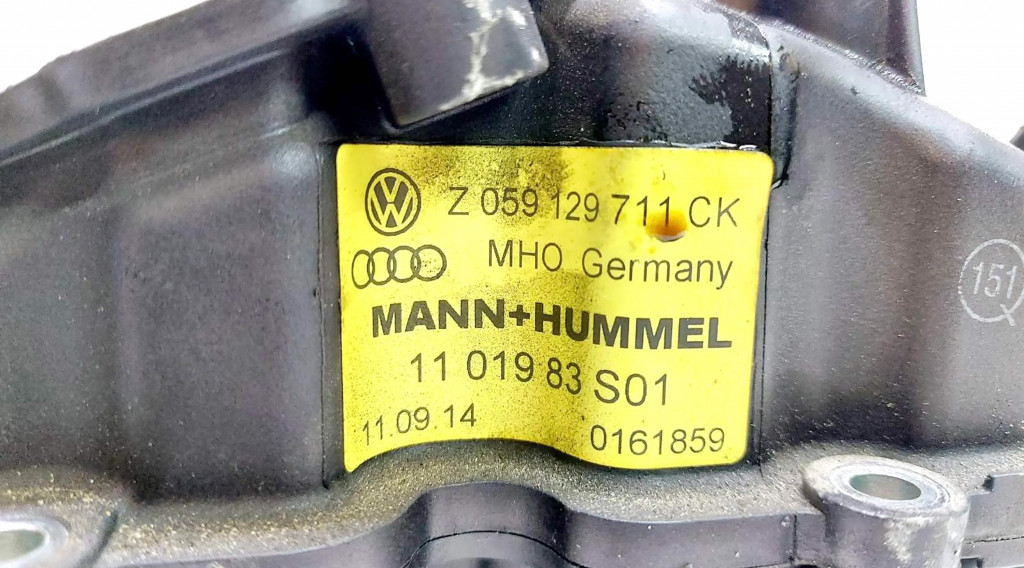 Z 059 129 711 CK
MHO Germany
MANN+HUMMEL
11 019 83 S01
11.09.14 0161859
151
Q